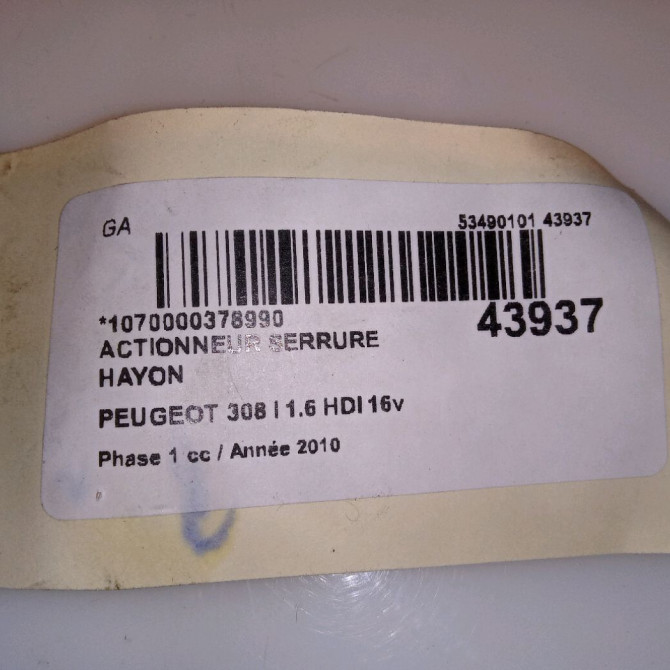 GA
53490101 43937
*1070000378990
43937
ACTIONNEUR SERRURE
HAYON
PEUGEOT 308 I 1.6 HDI 16v
Phase 1 cc / Année 2010